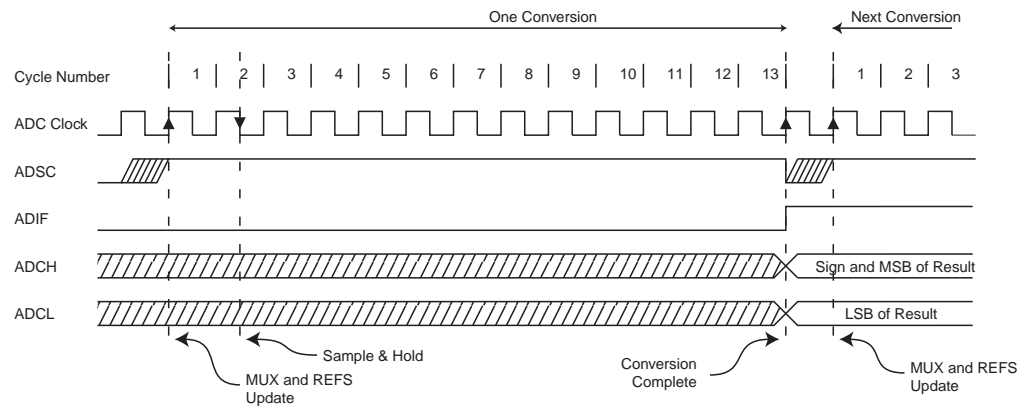 One Conversion
Next Conversion
Cycle Number 1 2 3 4 5 6 7 8 9 10 11 12 13 1 2 3
ADC Clock
ADSC
ADIF
ADCH
Sign and MSB of Result
ADCL
LSB of Result
Sample & Hold
MUX and REFS
Update
Conversion
Complete
MUX and REFS
Update